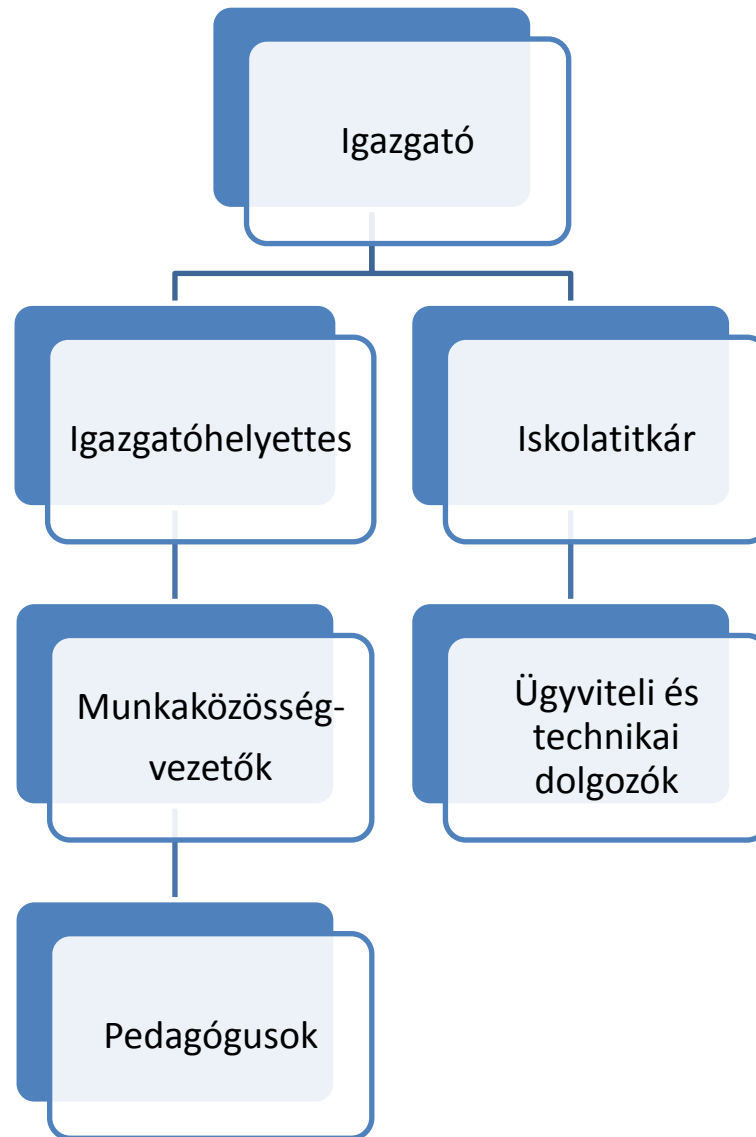 Igazgató
Igazgatóhelyettes
Iskolatitkár
Munkaközösség-
vezetők
Ügyviteli és
technikai
dolgozók
Pedagógusok